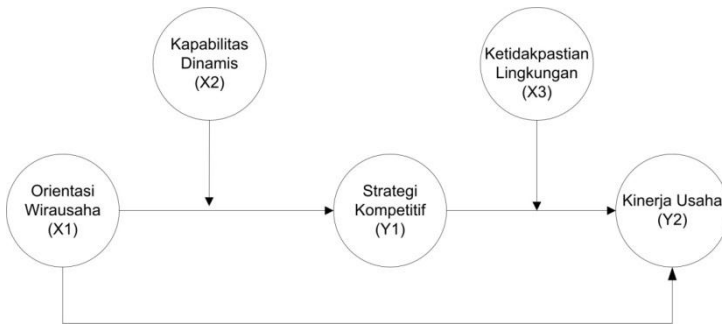 Kapabilitas
Dinamis
(X2)
Ketidakpastian
Lingkungan
(X3)
Orientasi
Wirausaha
(X1)
Strategi
Kompetitif
(Y1)
Kinerja Usaha
(Y2)